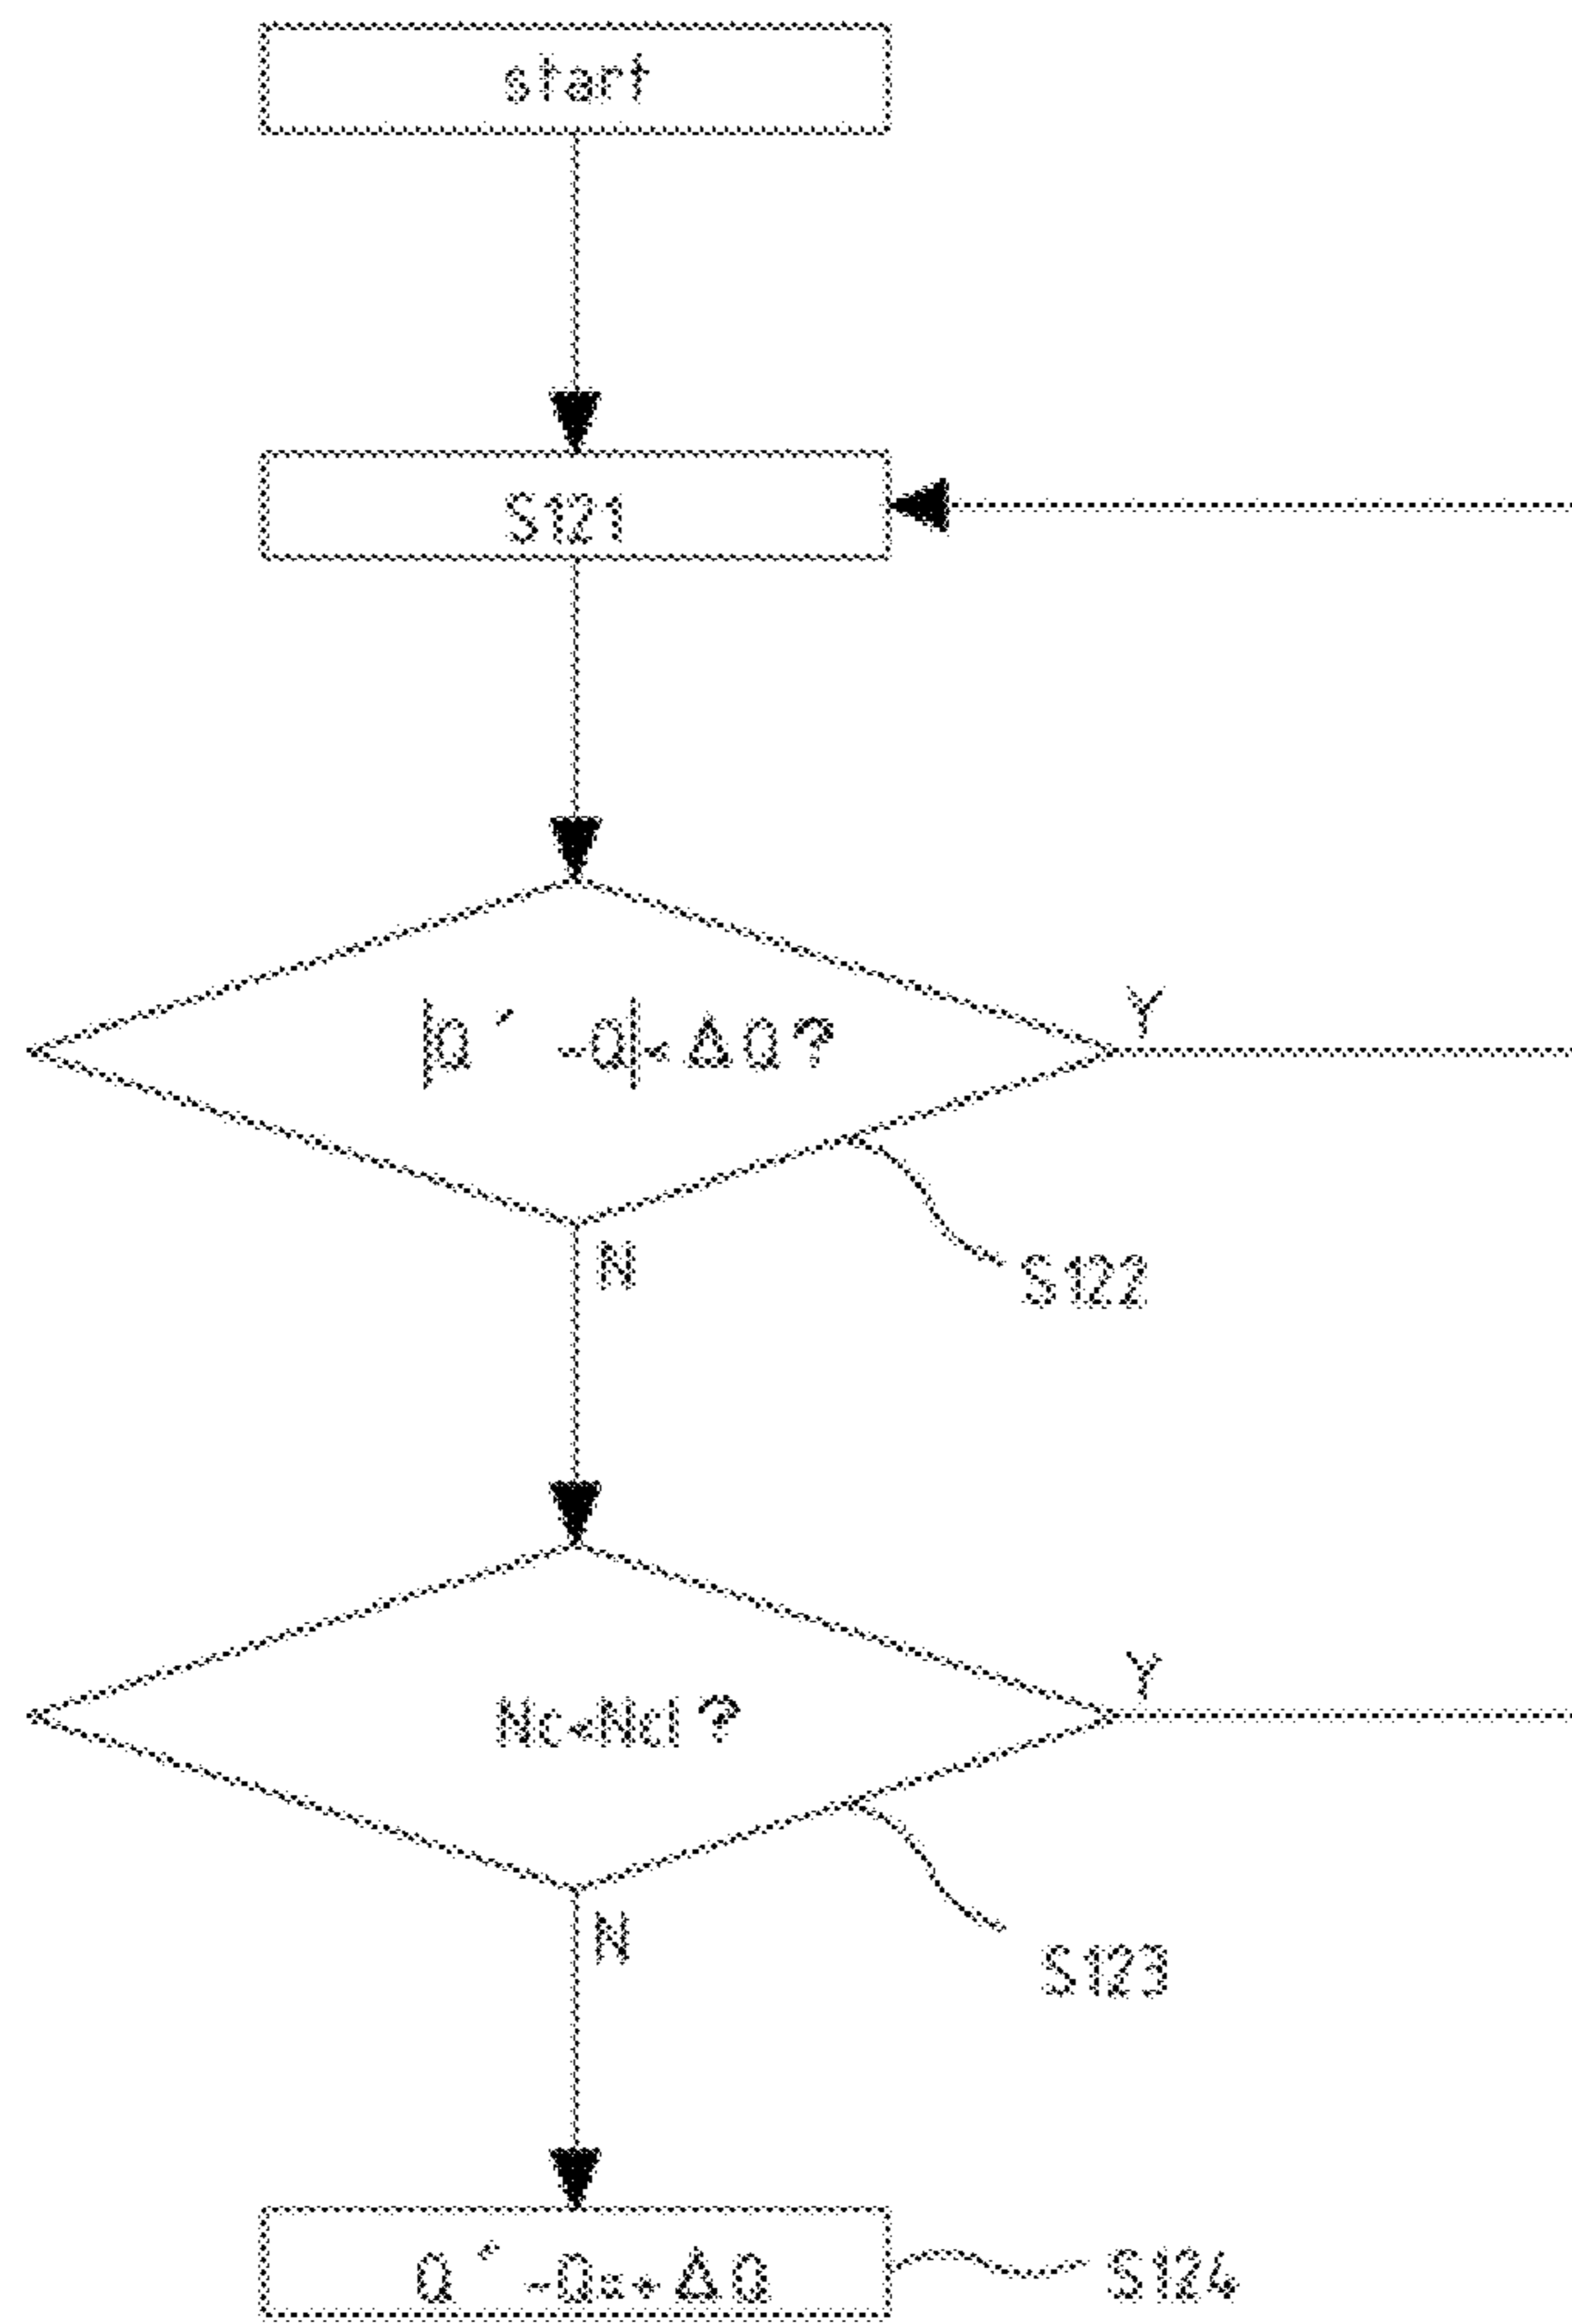 start
S121
|Q´-Q|<ΔQ?
Y
N
S122
Nc<Ncl?
Y
N
S123
Q´-Q=+ΔQ
S124